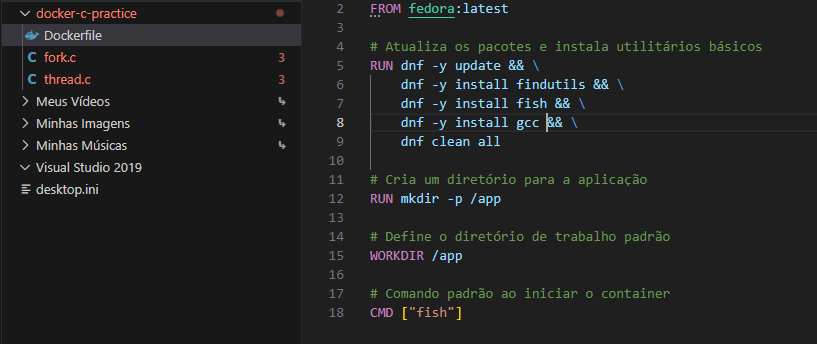 docker-c-practice
Dockerfile
C fork.c 3
C thread.c 3
Meus Vídeos
Minhas Imagens
Minhas Músicas
Visual Studio 2019
desktop.ini
2 FROM fedora:latest
3
4 # Atualiza os pacotes e instala utilitários básicos
5 RUN dnf -y update && \
6     dnf -y install findutils && \
7     dnf -y install fish && \
8     dnf -y install gcc && \
9     dnf clean all
10
11 # Cria um diretório para a aplicação
12 RUN mkdir -p /app
13
14 # Define o diretório de trabalho padrão
15 WORKDIR /app
16
17 # Comando padrão ao iniciar o container
18 CMD ["fish"]